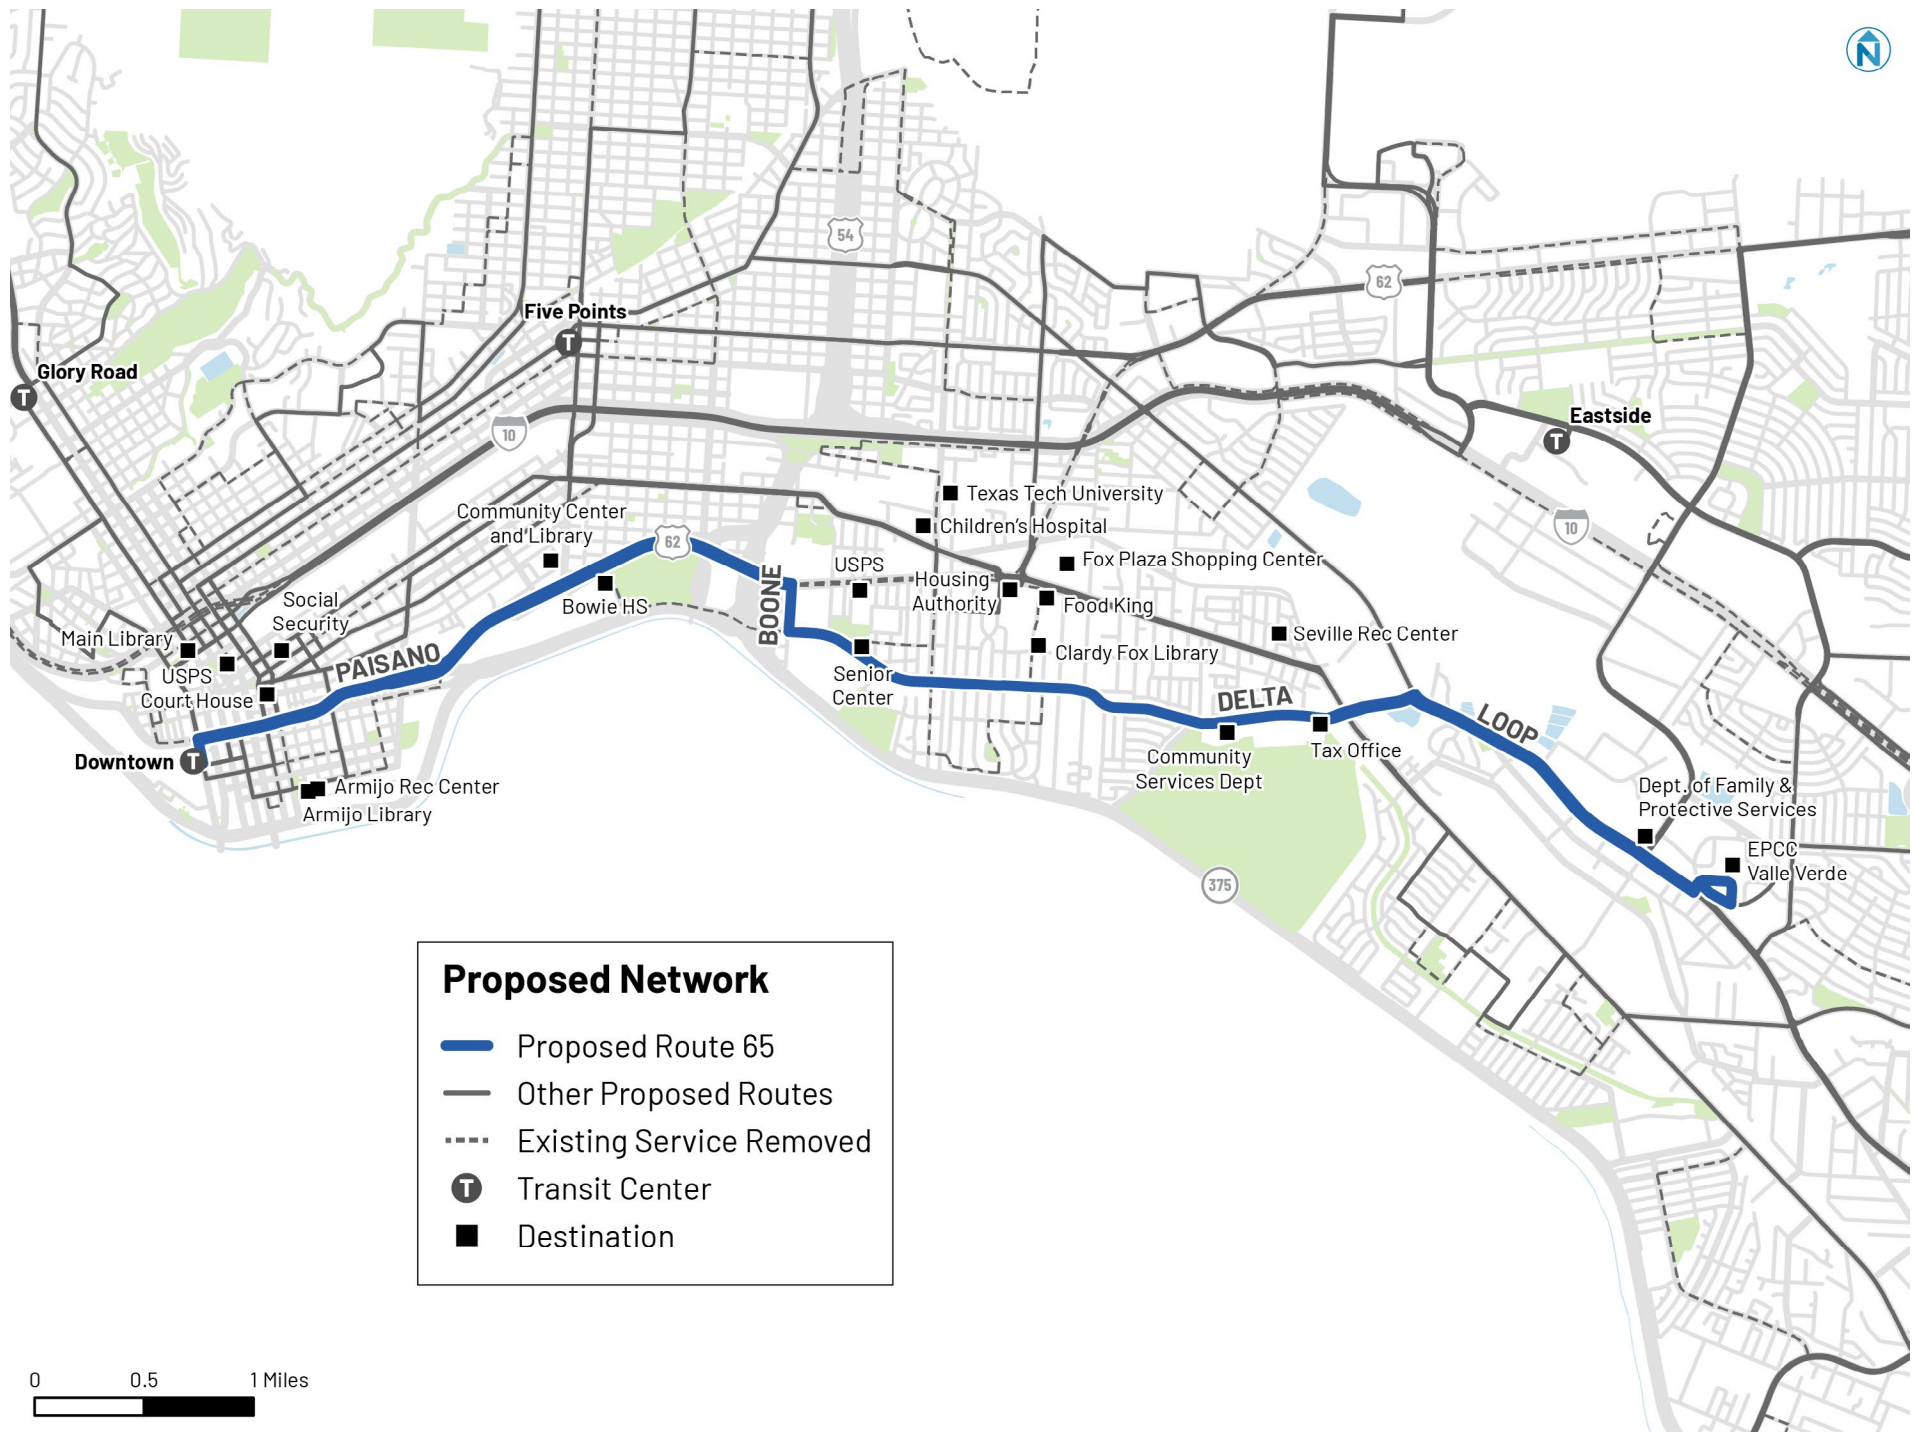 N
54
62
Five Points
T
Glory Road
T
Eastside
T
10
10
Texas Tech University
Children's Hospital
Community Center
and Library
62
USPS
Fox Plaza Shopping Center
Housing
Authority
Food King
Bowie HS
BOONE
Social
Security
Main Library
USPS
Court House
PAISANO
Seville Rec Center
Clardy Fox Library
Senior
Center
DELTA
LOOP
Downtown
T
Community
Services Dept
Tax Office
Armijo Rec Center
Armijo Library
Dept. of Family &
Protective Services
EPCC
Valle Verde
375
Proposed Network
Proposed Route 65
Other Proposed Routes
Existing Service Removed
T
Transit Center
Destination
0 0.5 1 Miles